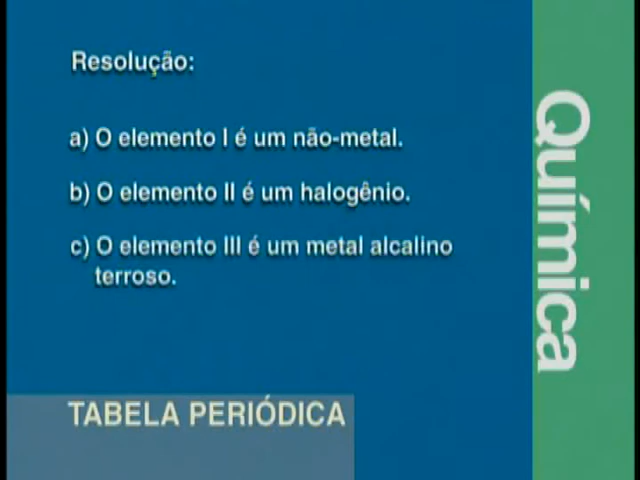 Resolução:
a) O elemento I é um não-metal.
b) O elemento II é um halogênio.
c) O elemento III é um metal alcalino
terroso.
TABELA PERIÓDICA
Química